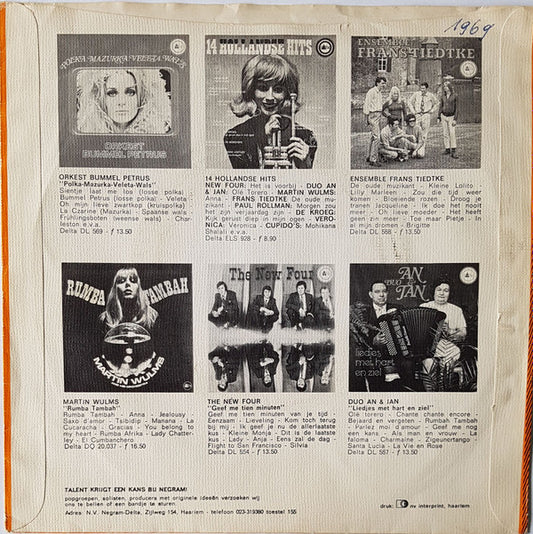 1969
POLKA-MAZURKA-VELETA-WALS
ORKEST
BUMMEL PETRUS
14 HOLLANDSE HITS
ENSEMBLE
FRANS TIEDTKE
ORKEST BUMMEL PETRUS
"Polka-Mazurka-Veleta-Wals"
Sientje laat me los (losse polka)
Bummel Petrus (losse polka) - Veleta
- Oh mijn lieve zwartkop (kruispolka)
La Czarine (Mazurka) - Spaanse wals -
Frühlingsboten (weense wals) - Char-
leston e.v.a.
Delta DL 569 - f 13.50
14 HOLLANDSE HITS
NEW FOUR: Het is voorbij - DUO AN
& JAN: Olé Torero - MARTIN WULMS:
Anna - FRANS TIEDTKE De oude mu-
zikant - PAUL ROLLMAN: Morgen zou
het zijn verjaardag zijn - DE KROEG:
Kijk gerust diep in mijn ogen - VERO-
NICA: Veronica - CUPIDO'S: Mohikana
Shalali e.v.a.
Delta ELS 928 - f 8.90
ENSEMBLE FRANS TIEDTKE
De oude muzikant - Kleine Lolito -
Lilly Marleen - Zou die tijd weer
komen - Bloeiende rozen - Droog je
tranen Jacqueline - Ik doe het nooit
meer - Oh lieve moeder - Het heeft
geen zin meer - Toe maar Pietje - In
al mijn dromen - Brigitte
Delta DL 568 - f 13.50
RUMBA TAMBAH
MARTIN WULMS
The New Four
AN
DUO
JAN
liedjes
met hart
en ziel
MARTIN WULMS
"Rumba Tambah"
Rumba Tambah - Anna - Jealousy
Saxo d'amor - Tsibidip - Manana - La
Cucaracha - Gracias - You belong to
my heart - Rumba Afrika - Lady Chatter-
ley - El Cumbanchero
Delta DQ 20.037 - f 16.50
THE NEW FOUR
"Geef me tien minuten"
Geef me tien minuten van je tijd -
Eenzaam - Lieveling - Kom toch terug
bij mij - Ik geef je nu de allerlaatste
kus - Kleine Monja - Dit is de laatste
kus - Lady - Anja - Eens zal de dag -
Flight to San Francisco - Silvia
Delta DL 554 - f 13.50
DUO AN & JAN
"Liedjes met hart en ziel"
Olé torero - Chante chante encore -
Bejaard en vergeten - Rumbah Tambah
- Parlez moi d'amour - Geef me nog
een kans - Als man en vrouw - La
paloma - Charmaine - Zigeunertango -
Santa Lucia - La Vie en Rose
Delta DL 567 - f 13.50
TALENT KRIJGT EEN KANS BIJ NEGRAM!
popgroepen, solisten, producers met originele ideeën verzoeken wij
ons te bellen of een bandje te sturen.
Adres: N.V. Negram-Delta, Zijlweg 154, Haarlem - telefoon 023-319380 toestel 155
druk: nv interprint, haarlem